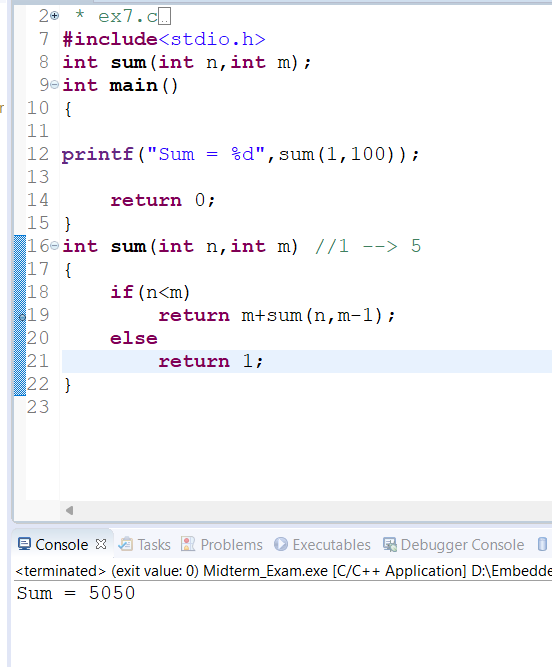 2 * ex7.c
7 #include<stdio.h>
8 int sum(int n,int m);
9 int main()
10 {
11
12 printf("Sum = %d",sum(1,100));
13
14     return 0;
15 }
16 int sum(int n,int m) //1 --> 5
17 {
18     if(n<m)
19         return m+sum(n,m-1);
20     else
21         return 1;
22 }
23
Console Tasks Problems Executables Debugger Console
<terminated> (exit value: 0) Midterm_Exam.exe [C/C++ Application] D:\Embedde
Sum = 5050